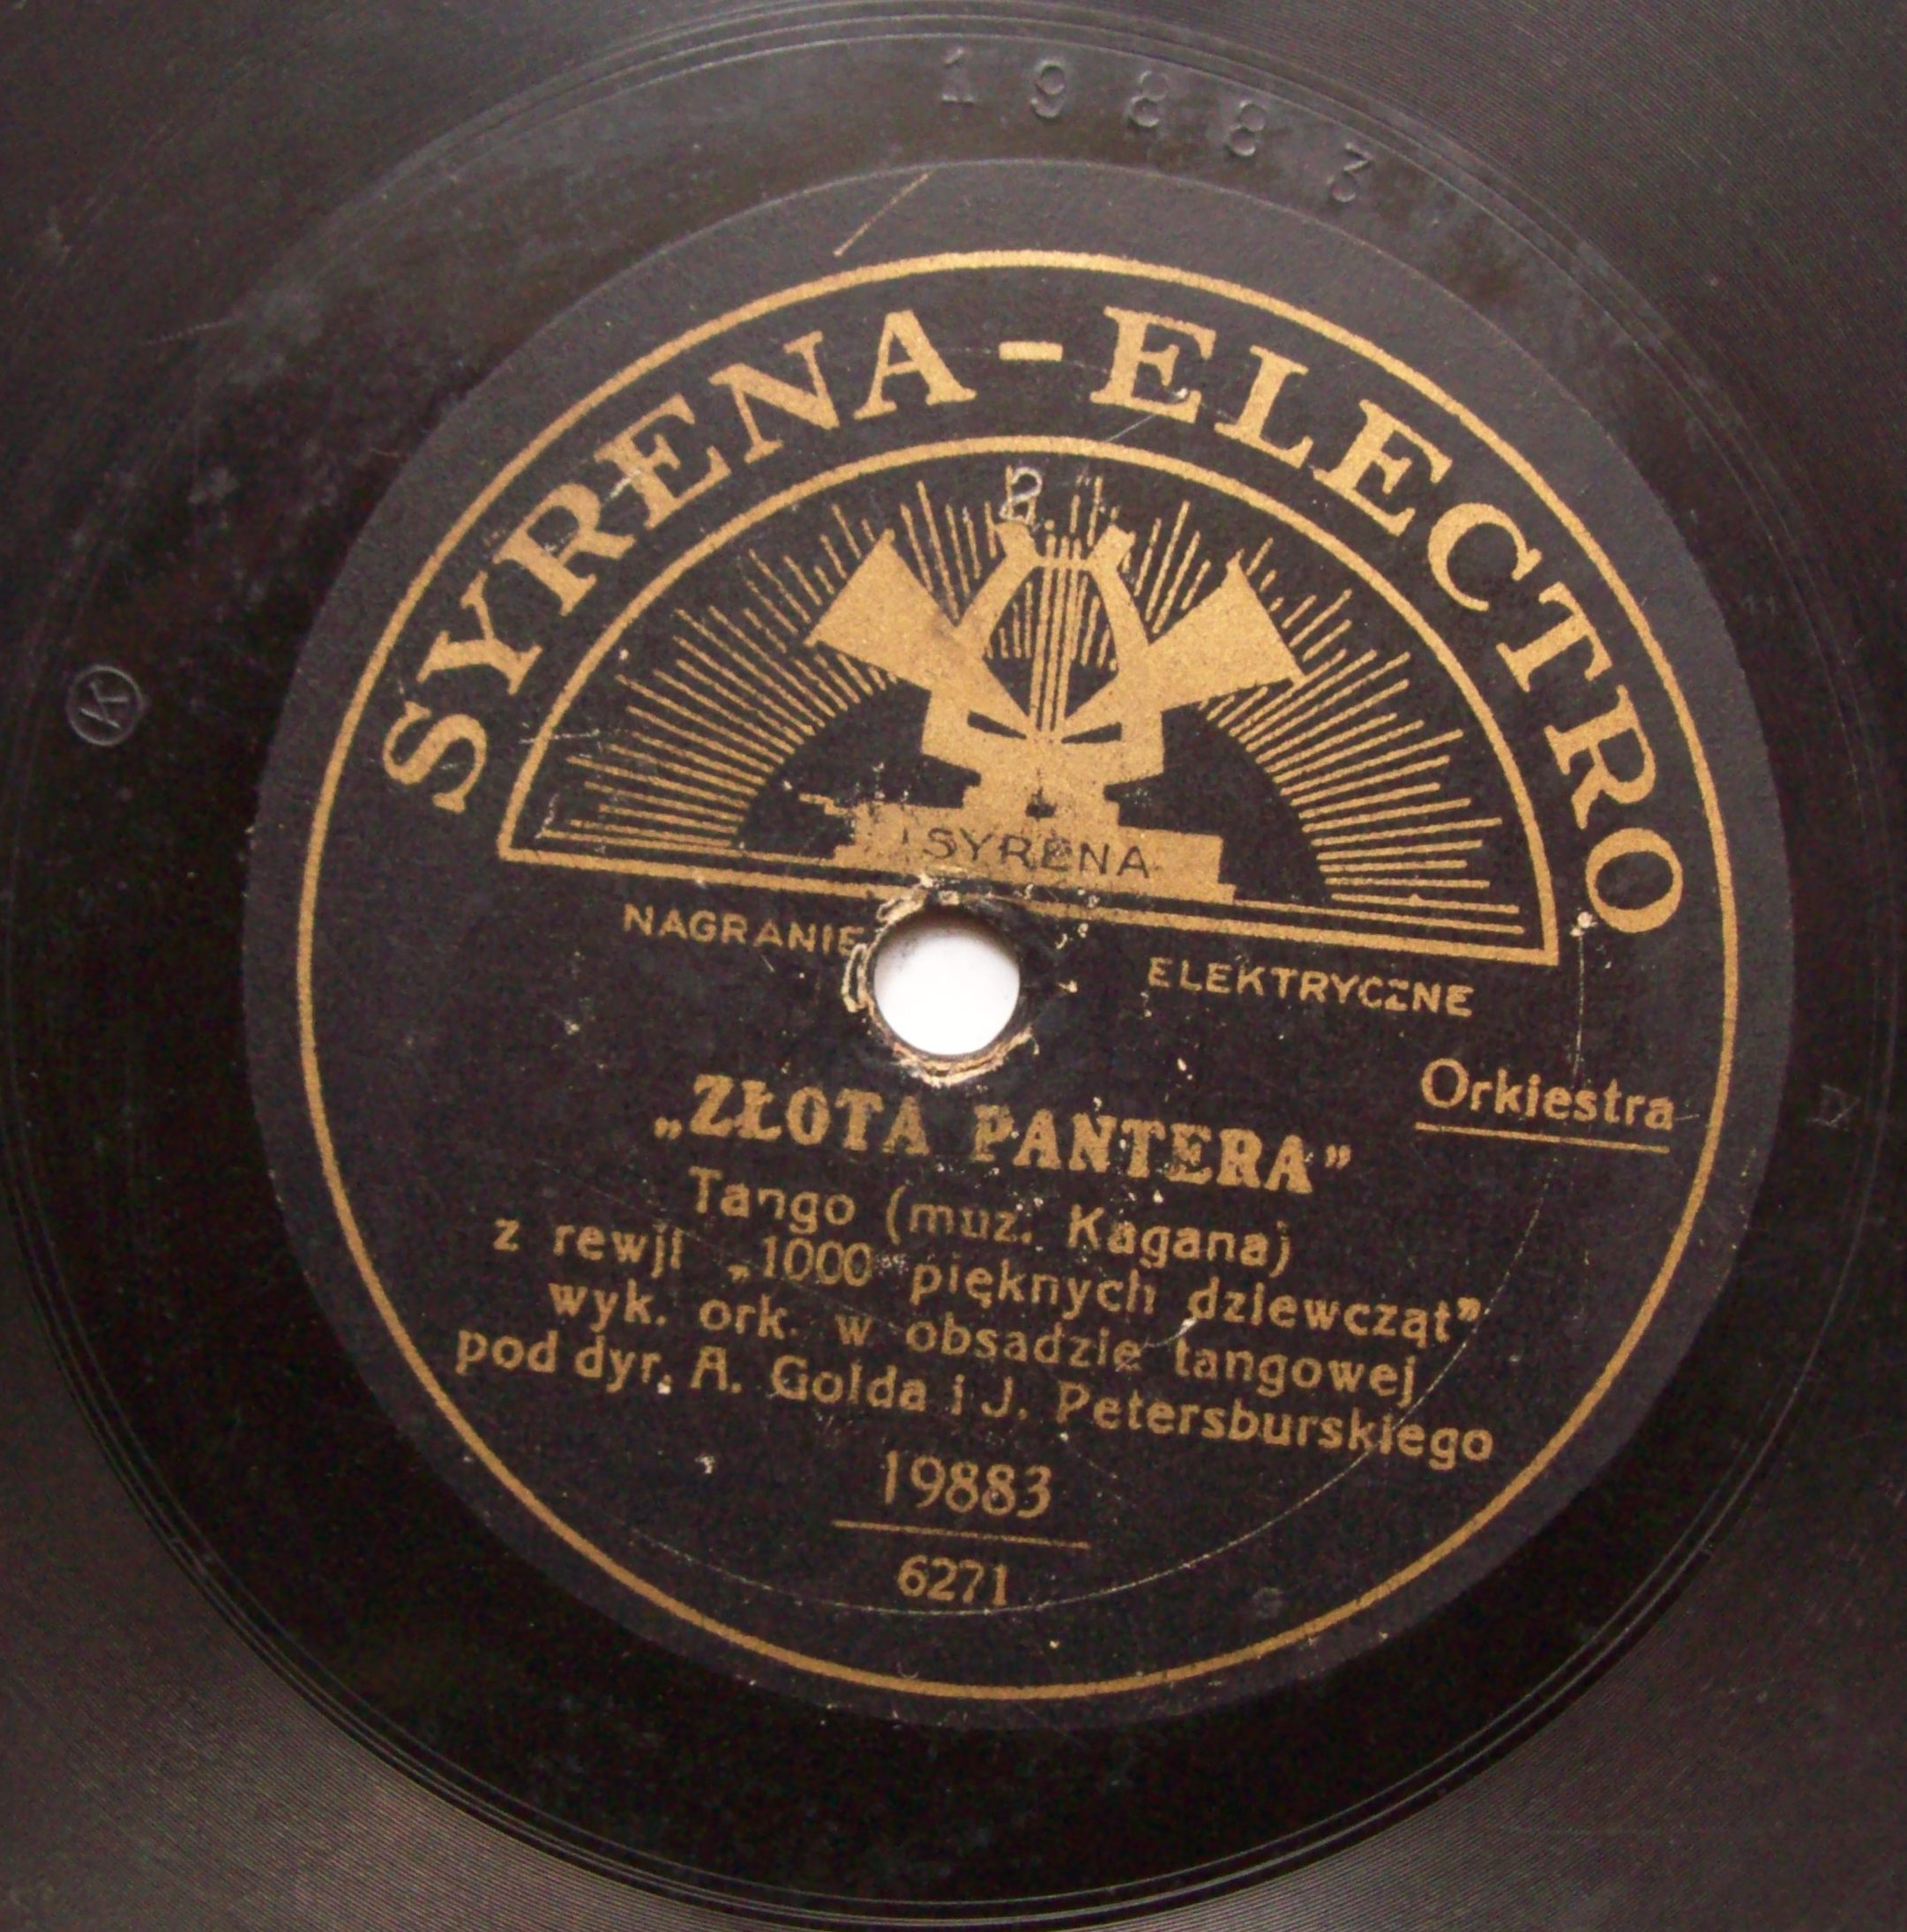 19883
SYRENA-ELECTRO
2
SYRENA
NAGRANIE ELEKTRYCZNE
Orkiestra
„ZŁOTA PANTERA”
Tango (muz. Kagana)
z rewji „1000 pięknych dziewcząt”
wyk. ork. w obsadzie tangowej
pod dyr. A. Golda i J. Petersburskiego
19883
6271
K